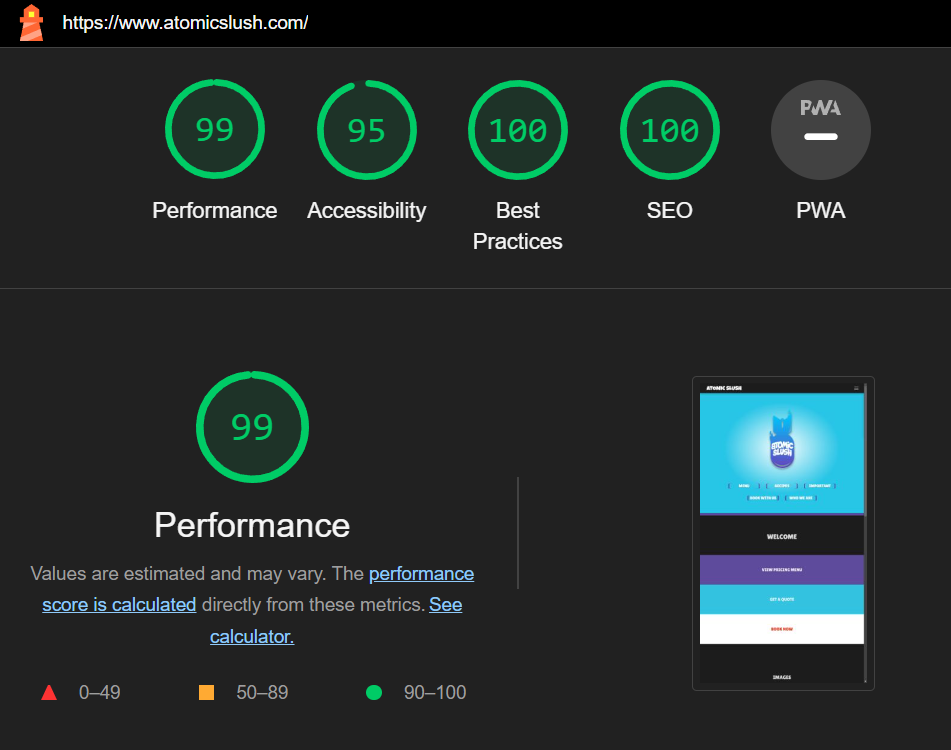 https://www.atomicslush.com/
99
95
100
100
PWA
Performance
Accessibility
Best
Practices
SEO
PWA
99
Performance
Values are estimated and may vary. The performance
score is calculated directly from these metrics. See
calculator.
0–49
50–89
90–100
ATOMIC SLUSH
ATOMIC
SLUSH
MENU
WELCOME
VIEW PRICING MENU
GET A QUOTE
BOOK NOW
IMAGES